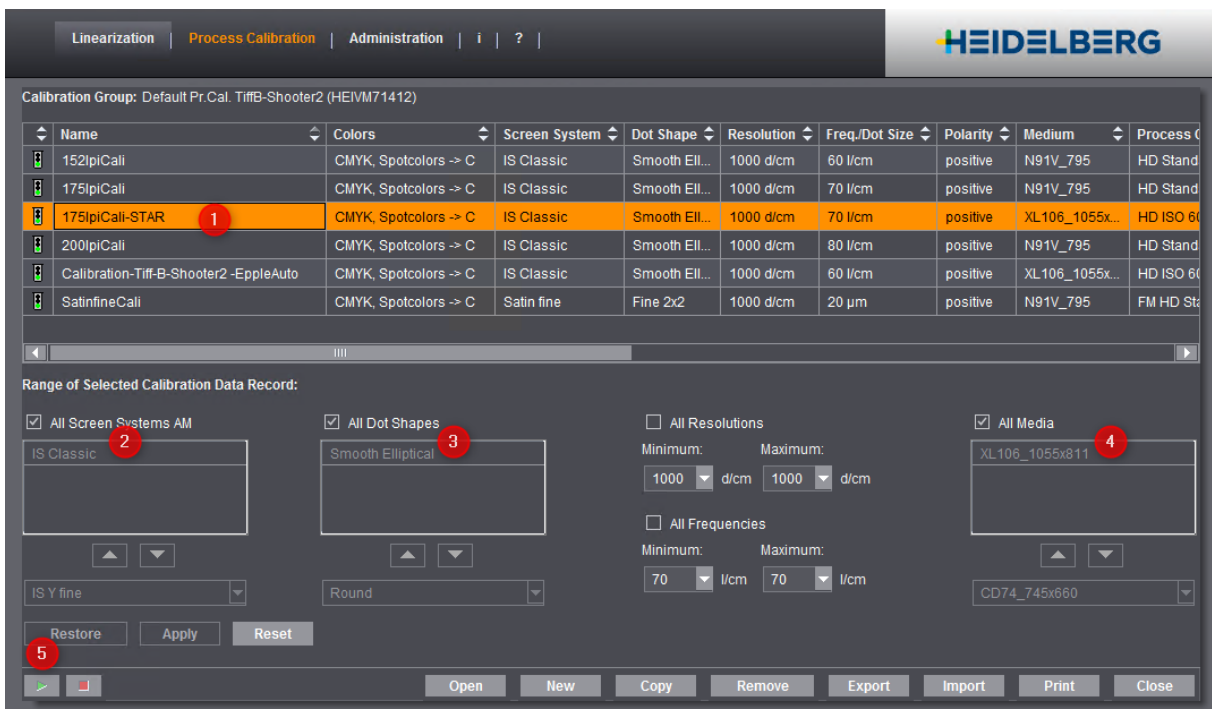 Linearization | Process Calibration | Administration | i | ? |
HEIDELBERG
Calibration Group: Default Pr.Cal. TiffB-Shooter2 (HEIVM71412)
Name Colors Screen System Dot Shape Resolution Freq./Dot Size Polarity Medium Process
152lpiCali CMYK, Spotcolors -> C IS Classic Smooth Ell... 1000 d/cm 60 l/cm positive N91V_795 HD Stand
175lpiCali CMYK, Spotcolors -> C IS Classic Smooth Ell... 1000 d/cm 70 l/cm positive N91V_795 HD Stand
175lpiCali-STAR 1 CMYK, Spotcolors -> C IS Classic Smooth Ell... 1000 d/cm 70 l/cm positive XL106_1055x... HD ISO 60
200lpiCali CMYK, Spotcolors -> C IS Classic Smooth Ell... 1000 d/cm 80 l/cm positive N91V_795 HD Stand
Calibration-Tiff-B-Shooter2 -EppleAuto CMYK, Spotcolors -> C IS Classic Smooth Ell... 1000 d/cm 60 l/cm positive XL106_1055x... HD ISO 60
SatinfineCali CMYK, Spotcolors -> C Satin fine Fine 2x2 1000 d/cm 20 µm positive N91V_795 FM HD Sta
Range of Selected Calibration Data Record:
All Screen Systems AM All Dot Shapes All Resolutions All Media
2 3 4
IS Classic Smooth Elliptical Minimum: Maximum: XL106_1055x811
1000 d/cm 1000 d/cm
All Frequencies
Minimum: Maximum:
70 l/cm 70 l/cm
IS Y fine Round CD74_745x660
Restore Apply Reset
5
Open New Copy Remove Export Import Print Close